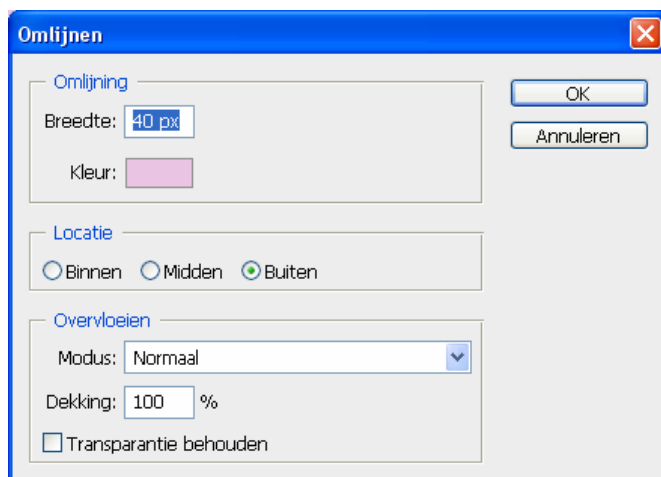 Omlijnen
Omlijning
Breedte: 40 px
Kleur:
OK
Annuleren
Locatie
Binnen Midden Buiten
Overvloeien
Modus: Normaal
Dekking: 100 %
Transparantie behouden